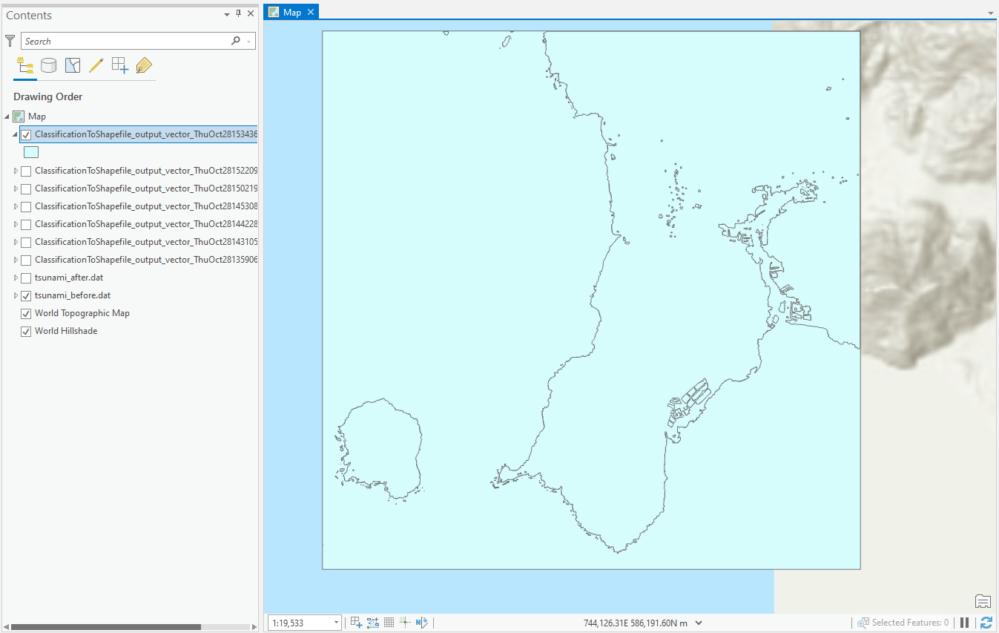 Contents
Map
Search
Drawing Order
Map
ClassificationToShapefile_output_vector_ThuOct28153436
ClassificationToShapefile_output_vector_ThuOct28152209
ClassificationToShapefile_output_vector_ThuOct28150219
ClassificationToShapefile_output_vector_ThuOct28145308
ClassificationToShapefile_output_vector_ThuOct28144228
ClassificationToShapefile_output_vector_ThuOct28143105
ClassificationToShapefile_output_vector_ThuOct28135906
tsunami_after.dat
tsunami_before.dat
World Topographic Map
World Hillshade
1:19,533
744,126.31E 586,191.60N m
Selected Features: 0